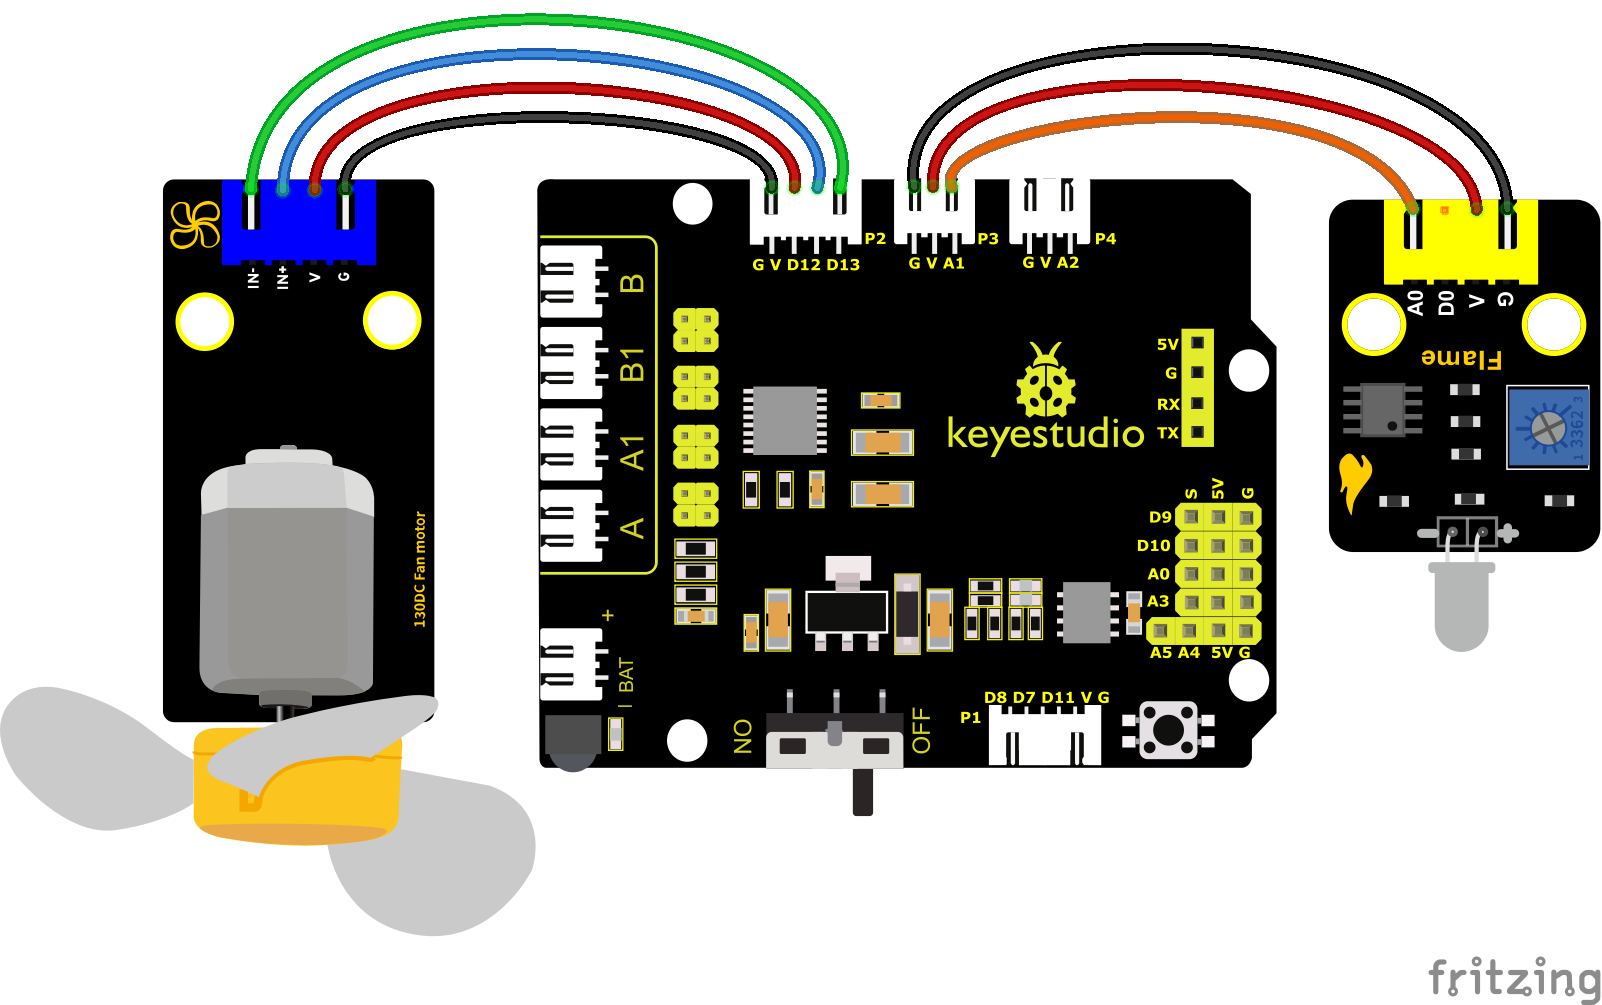 IN-
IN+
V
G
130DC Fan motor
P2
G V D12 D13
P3
G V A1
P4
G V A2
B
B1
A1
A
keyestudio
5V
G
RX
TX
S
5V
G
D9
D10
A0
A3
A5 A4 5V G
+
BAT
NO
OFF
D8 D7 D11 V G
P1
A0
D0
V
G
Flame
1 3362 3
fritzing